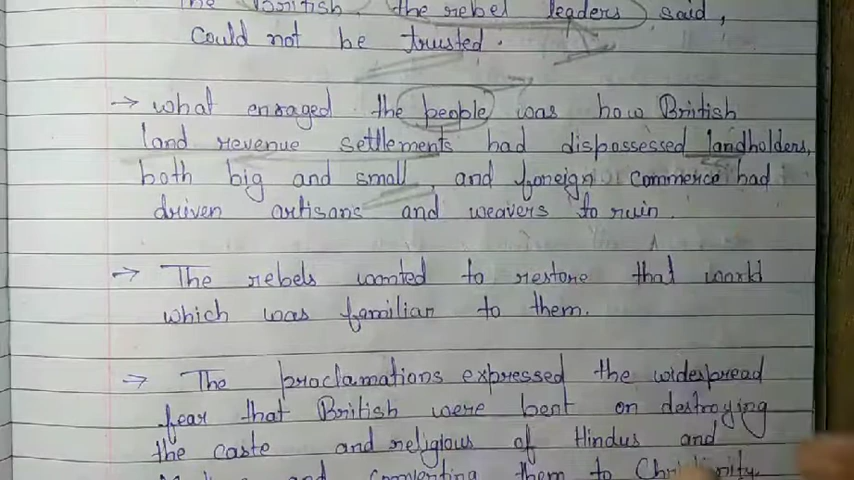 The British, the rebel leaders said,
Could not be trusted.
→ what enraged the people was how British
land revenue settlements had dispossessed landholders,
both big and small, and foreign commerce had
driven artisans and weavers to ruin.
→ The rebels wanted to restore that world
which was familiar to them.
→ The proclamations expressed the widespread
fear that British were bent on destroying
the caste and religious of Hindus and
and converting them to Christianity.